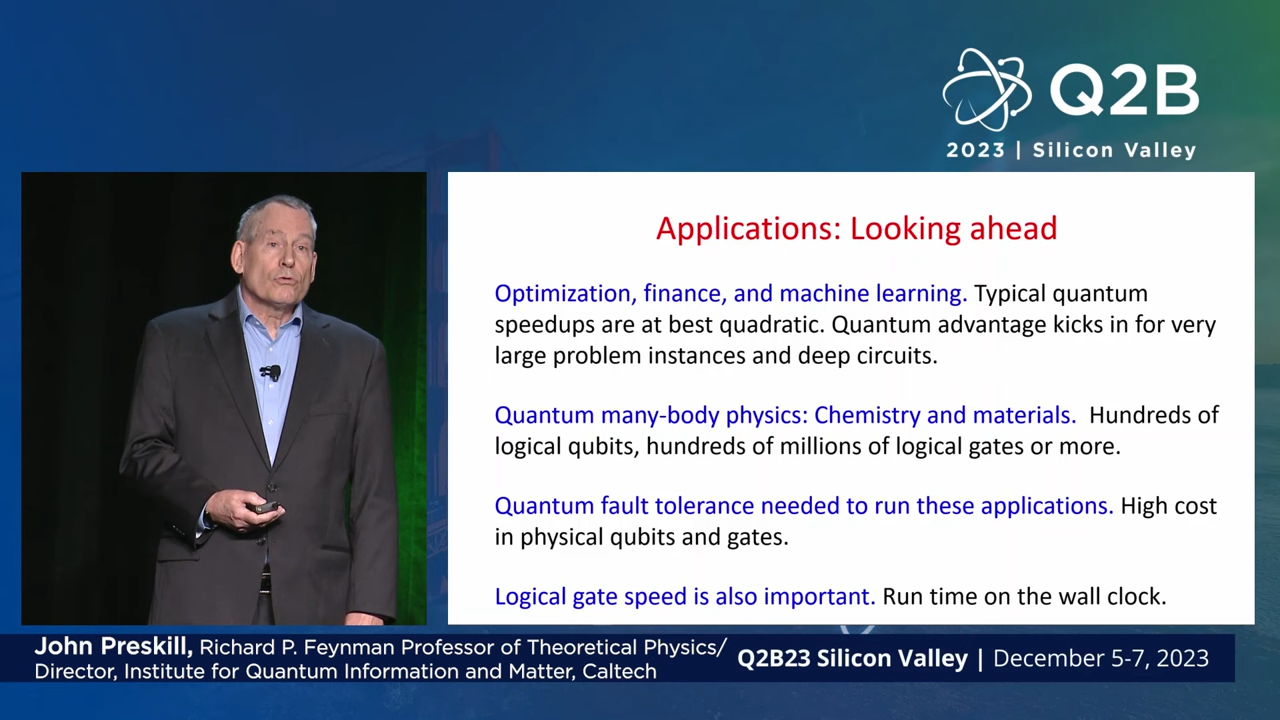 Q2B
2023 | Silicon Valley
Applications: Looking ahead
Optimization, finance, and machine learning. Typical quantum
speedups are at best quadratic. Quantum advantage kicks in for very
large problem instances and deep circuits.
Quantum many-body physics: Chemistry and materials. Hundreds of
logical qubits, hundreds of millions of logical gates or more.
Quantum fault tolerance needed to run these applications. High cost
in physical qubits and gates.
Logical gate speed is also important. Run time on the wall clock.
John Preskill, Richard P. Feynman Professor of Theoretical Physics/
Director, Institute for Quantum Information and Matter, Caltech
Q2B23 Silicon Valley | December 5-7, 2023